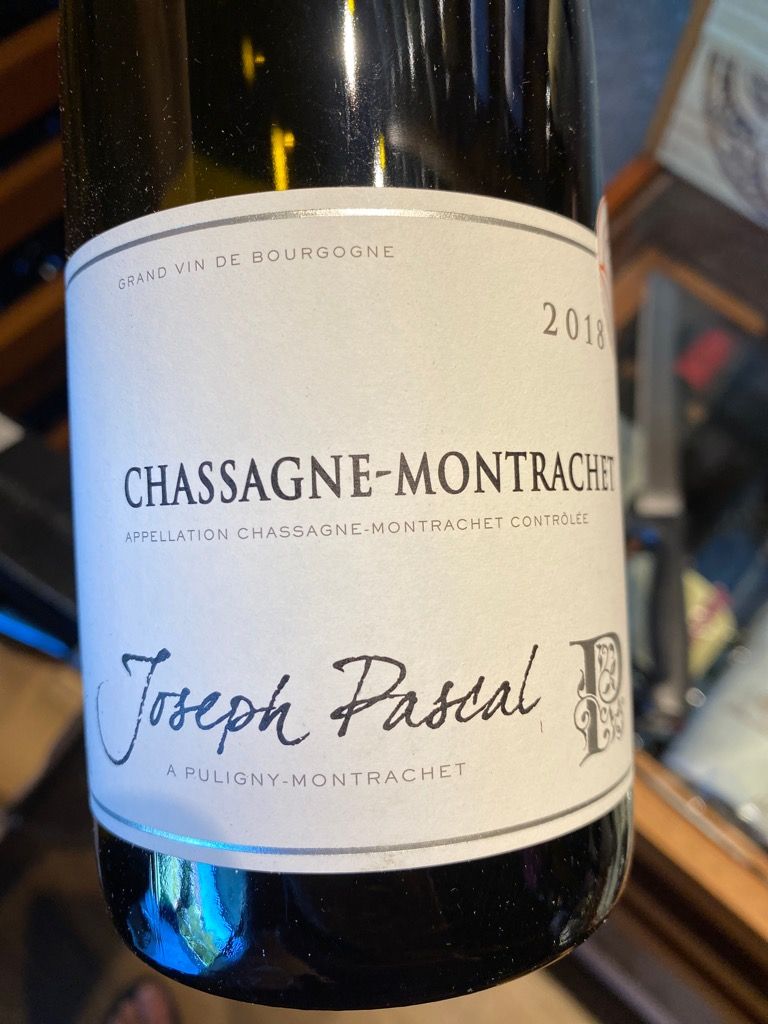 GRAND VIN DE BOURGOGNE
2018
CHASSAGNE-MONTRACHET
APPELLATION CHASSAGNE-MONTRACHET CONTRÔLÉE
Joseph Pascal
P
A PULIGNY-MONTRACHET